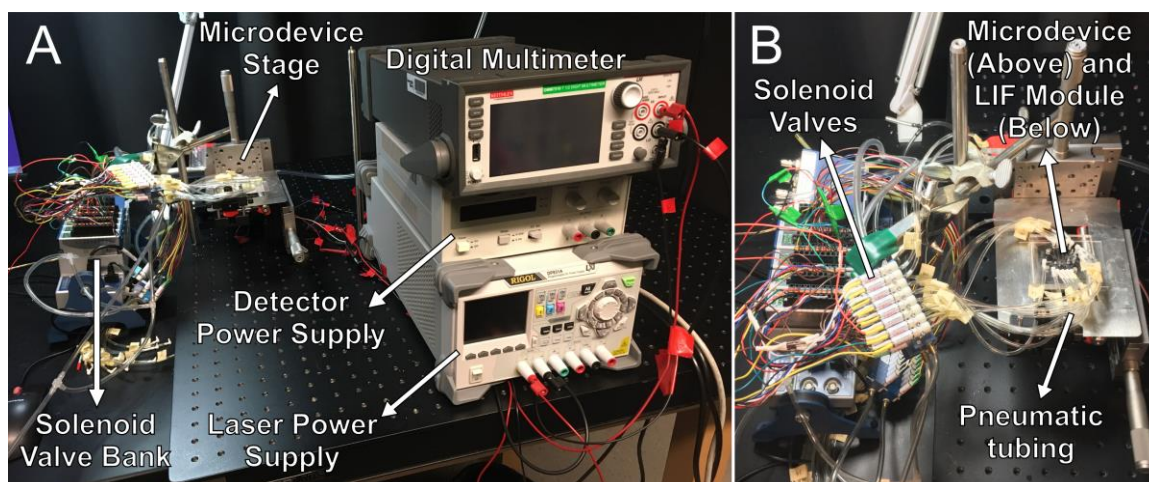 A
Microdevice
Stage
Digital Multimeter
KEITHLEY
Detector
Power Supply
RIGOL
Solenoid
Valve Bank
Laser Power
Supply
B
Solenoid
Valves
Microdevice
(Above) and
LIF Module
(Below)
Pneumatic
tubing